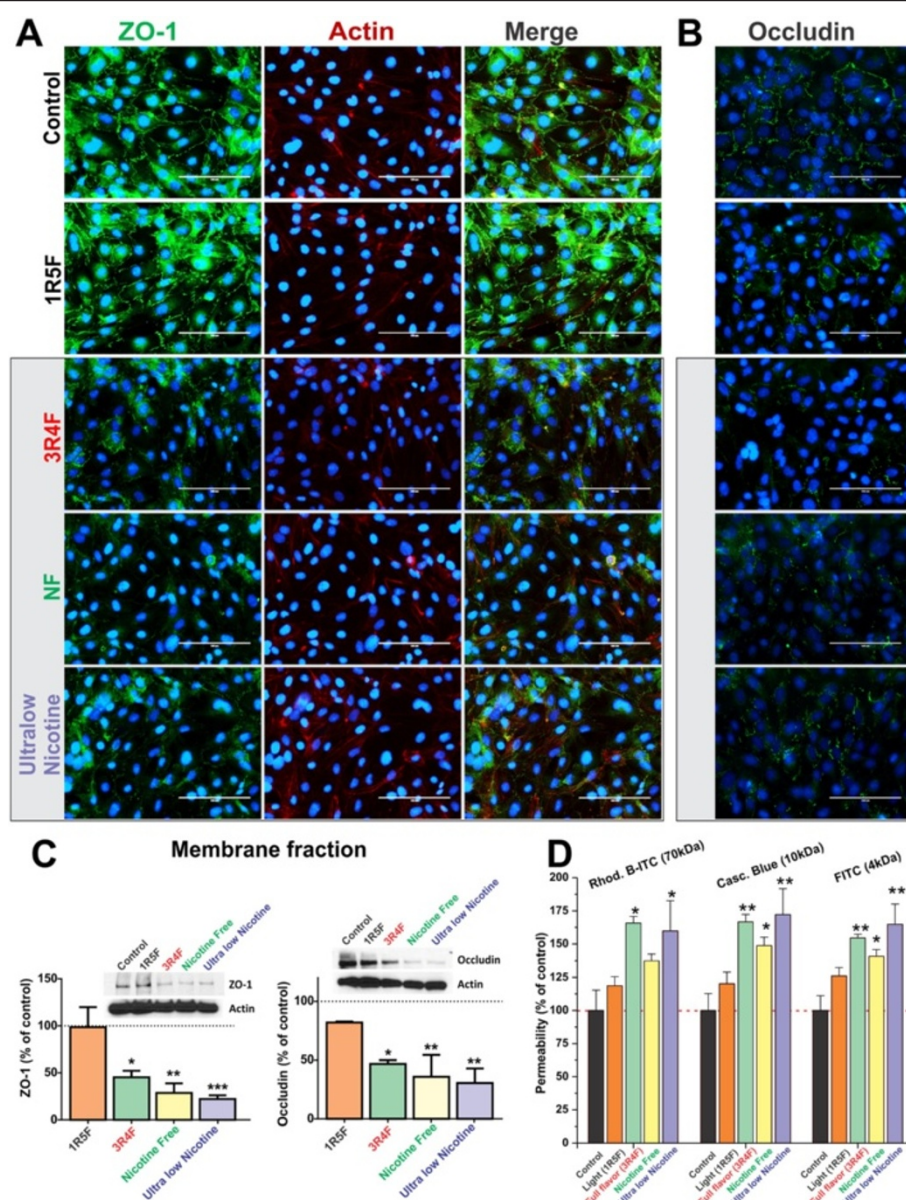 A
ZO-1
Actin
Merge
B
Occludin
Control
1R5F
3R4F
NF
Ultralow
Nicotine
C
Membrane fraction
Control
1R5F
3R4F
Nicotine Free
Ultra low Nicotine
ZO-1
Actin
ZO-1 (% of control)
150
100
50
0
*
**
***
1R5F
3R4F
Nicotine Free
Ultra low Nicotine
Control
1R5F
3R4F
Nicotine Free
Ultra low Nicotine
Occludin
Actin
Occludin (% of control)
100
50
0
*
**
**
1R5F
3R4F
Nicotine Free
Ultra low Nicotine
D
Rhod. B-ITC (70kDa)
Casc. Blue (10kDa)
FITC (4kDa)
Permeability (% of control)
200
175
150
125
100
75
50
25
0
*
*
**
*
**
**
*
**
Control
Light (1R5F)
Full flavor (3R4F)
Nicotine Free
Ultra low Nicotine
Control
Light (1R5F)
Full flavor (3R4F)
Nicotine Free
Ultra low Nicotine
Control
Light (1R5F)
flavor (3R4F)
Nicotine Free
low Nicotine